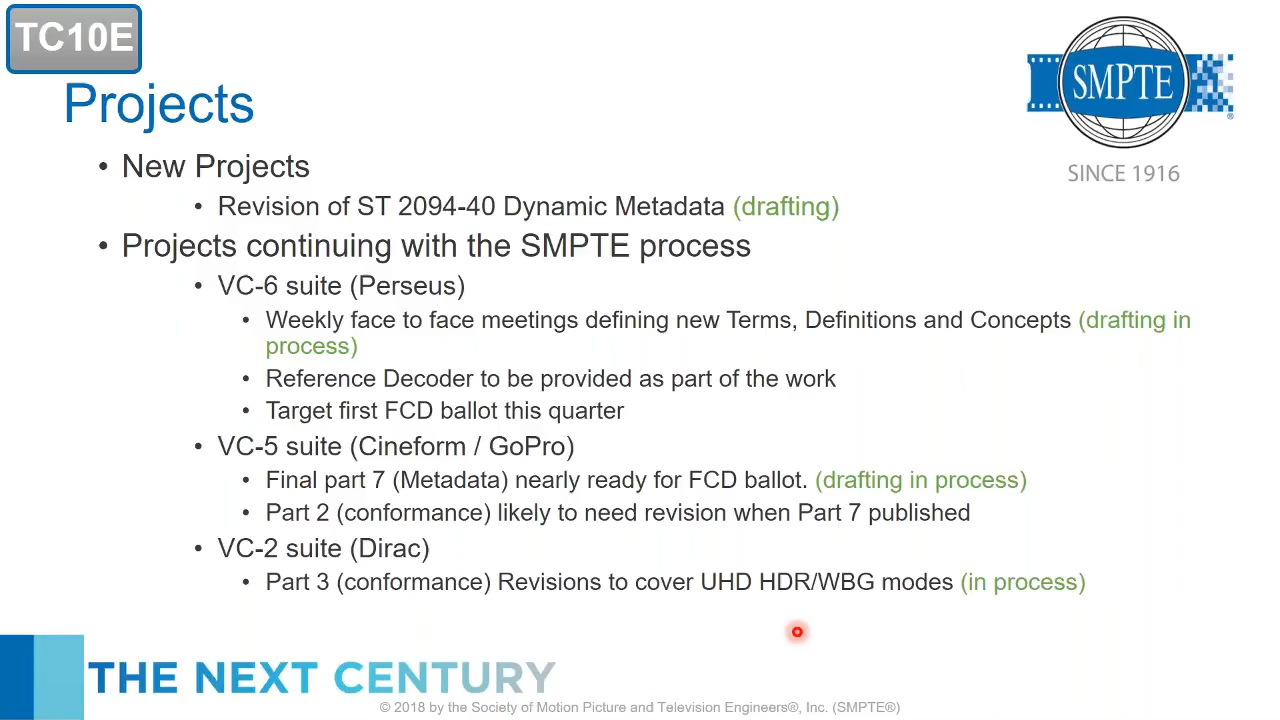 TC10E
SMPTE
®
SINCE 1916
Projects
• New Projects
• Revision of ST 2094-40 Dynamic Metadata (drafting)
• Projects continuing with the SMPTE process
• VC-6 suite (Perseus)
• Weekly face to face meetings defining new Terms, Definitions and Concepts (drafting in
process)
• Reference Decoder to be provided as part of the work
• Target first FCD ballot this quarter
• VC-5 suite (Cineform / GoPro)
• Final part 7 (Metadata) nearly ready for FCD ballot. (drafting in process)
• Part 2 (conformance) likely to need revision when Part 7 published
• VC-2 suite (Dirac)
• Part 3 (conformance) Revisions to cover UHD HDR/WBG modes (in process)
THE NEXT CENTURY
© 2018 by the Society of Motion Picture and Television Engineers®, Inc. (SMPTE®)